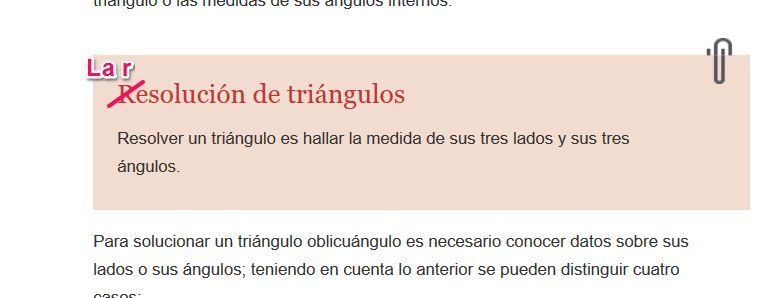 triángulo o las medidas de sus ángulos internos.
La r
Resolución de triángulos
Resolver un triángulo es hallar la medida de sus tres lados y sus tres
ángulos.
Para solucionar un triángulo oblicuángulo es necesario conocer datos sobre sus
lados o sus ángulos; teniendo en cuenta lo anterior se pueden distinguir cuatro
casos: